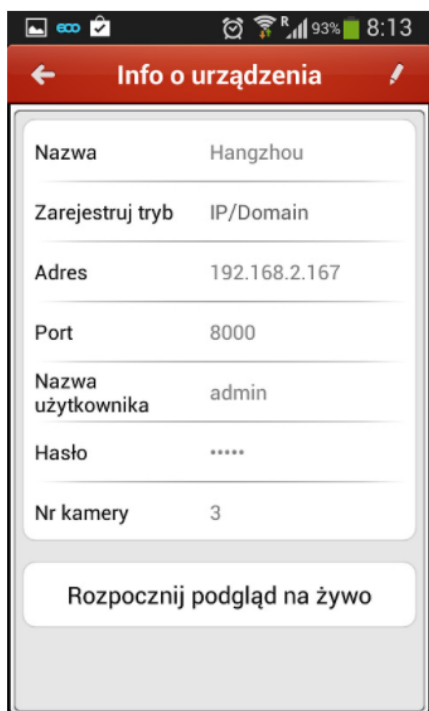 eco R 93% 8:13
Info o urządzenia
Nazwa Hangzhou
Zarejestruj tryb IP/Domain
Adres 192.168.2.167
Port 8000
Nazwa
użytkownika admin
Hasło •••••
Nr kamery 3
Rozpocznij podgląd na żywo